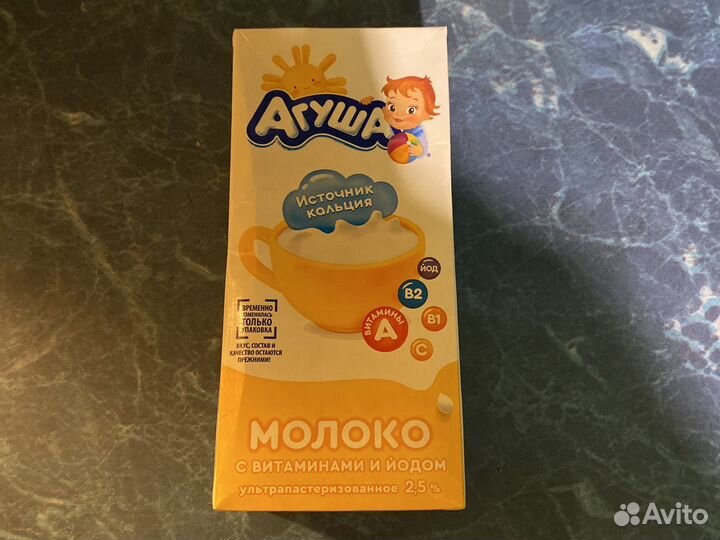 АГУША
Источник
кальция
ЙОД
B2
B1
ВИТАМИНЫ
A
C
ВРЕМЕННО
ИЗМЕНИЛАСЬ
ТОЛЬКО
УПАКОВКА
ВКУС, СОСТАВ И
КАЧЕСТВО ОСТАЮТСЯ
ПРЕЖНИМИ!
МОЛОКО
С ВИТАМИНАМИ И ЙОДОМ
ультрапастеризованное 2,5 %
Avito